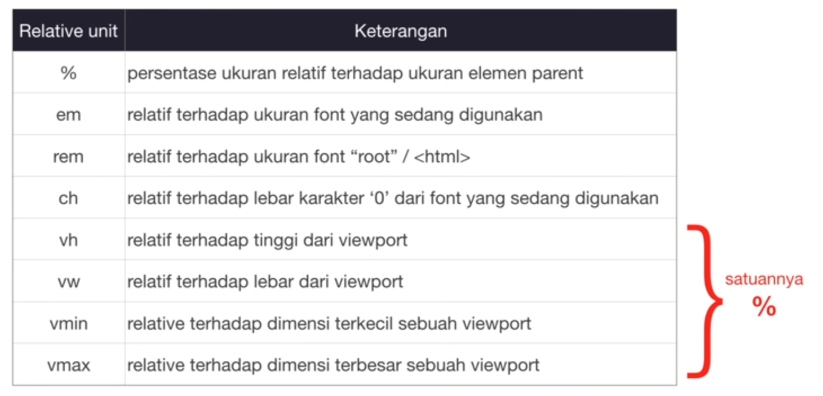 Relative unit Keterangan
% persentase ukuran relatif terhadap ukuran elemen parent
em relatif terhadap ukuran font yang sedang digunakan
rem relatif terhadap ukuran font “root” / <html>
ch relatif terhadap lebar karakter ‘0’ dari font yang sedang digunakan
vh relatif terhadap tinggi dari viewport
vw relatif terhadap lebar dari viewport
vmin relative terhadap dimensi terkecil sebuah viewport
vmax relative terhadap dimensi terbesar sebuah viewport
satuannya
%